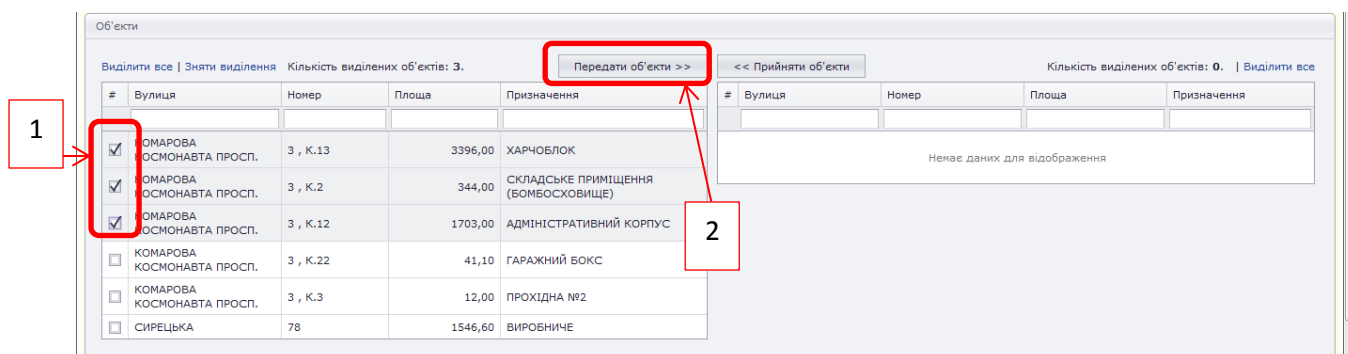 Об'єкти
Виділити все | Зняти виділення Кількість виділених об'єктів: 3. Передати об'єкти >> << Прийняти об'єкти Кількість виділених об'єктів: 0. | Виділити все
# Вулиця Номер Площа Призначення # Вулиця Номер Площа Призначення
1
КОМАРОВА
КОСМОНАВТА ПРОСП. 3 , К.13 3396,00 ХАРЧОБЛОК
Немає даних для відображення
КОМАРОВА
КОСМОНАВТА ПРОСП. 3 , К.2 344,00 СКЛАДСЬКЕ ПРИМІЩЕННЯ
(БОМБОСХОВИЩЕ)
КОМАРОВА
КОСМОНАВТА ПРОСП. 3 , К.12 1703,00 АДМІНІСТРАТИВНИЙ КОРПУС
2
КОМАРОВА
КОСМОНАВТА ПРОСП. 3 , К.22 41,10 ГАРАЖНИЙ БОКС
КОМАРОВА
КОСМОНАВТА ПРОСП. 3 , К.3 12,00 ПРОХІДНА №2
СИРЕЦЬКА 78 1546,60 ВИРОБНИЧЕ